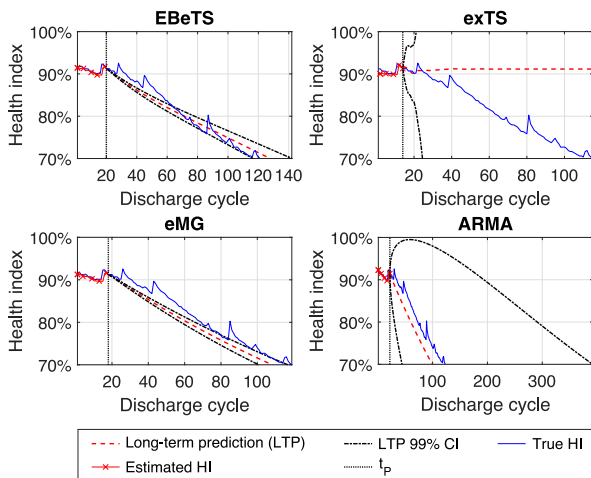 EBeTS
100%
90%
80%
70%
Health index
20 40 60 80 100 120 140
Discharge cycle
exTS
100%
90%
80%
70%
Health index
20 40 60 80 100
Discharge cycle
eMG
100%
90%
80%
70%
Health index
20 40 60 80 100
Discharge cycle
ARMA
100%
90%
80%
70%
Health index
100 200 300
Discharge cycle
Long-term prediction (LTP) LTP 99% CI True HI
Estimated HI tP